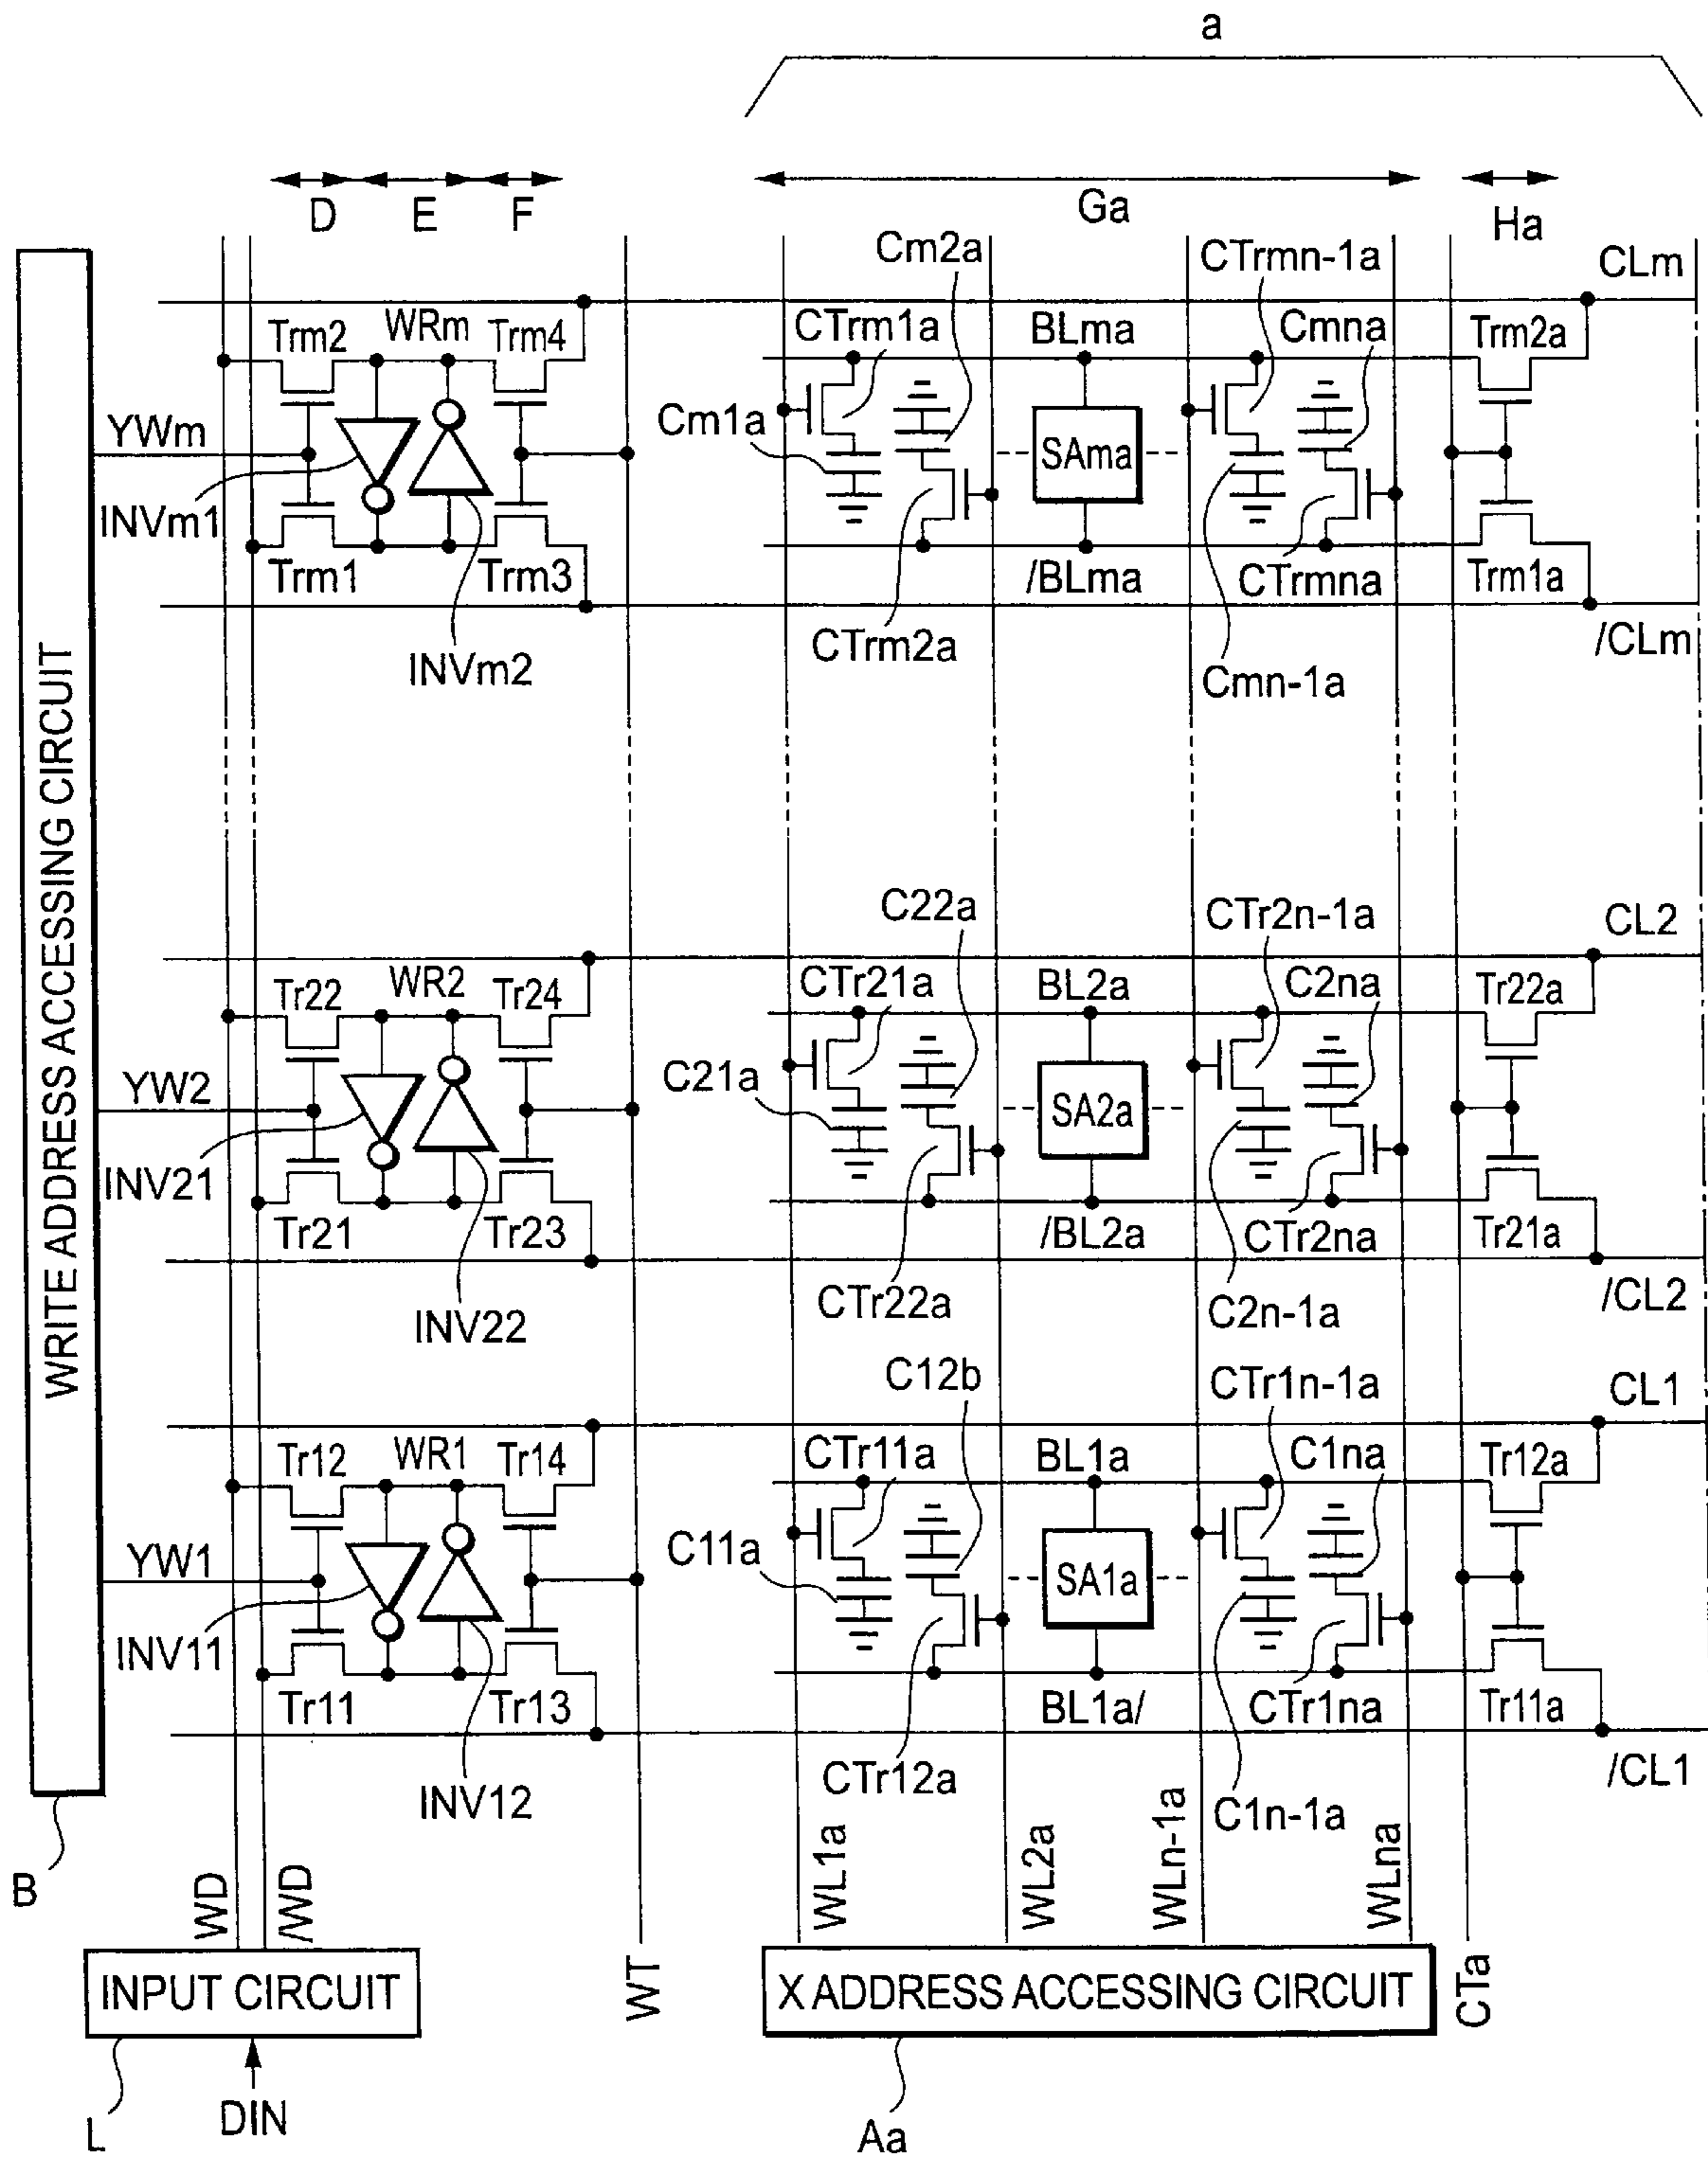 a
D
E
F
Ga
Ha
Cm2a
CTrmn-1a
CLm
Trm2
WRm
Trm4
CTrm1a
BLma
Cmna
Trm2a
YWm
Cm1a
SAma
INVm1
Trm1
Trm3
/BLma
CTrmna
Trm1a
INVm2
CTrm2a
Cmn-1a
/CLm
WRITE ADDRESS ACCESSING CIRCUIT
C22a
CTr2n-1a
CL2
Tr22
WR2
Tr24
CTr21a
BL2a
C2na
Tr22a
YW2
C21a
SA2a
INV21
Tr21
Tr23
/BL2a
CTr2na
Tr21a
INV22
CTr22a
C2n-1a
/CL2
C12b
CTr1n-1a
CL1
Tr12
WR1
Tr14
CTr11a
BL1a
C1na
Tr12a
YW1
C11a
SA1a
INV11
Tr11
Tr13
BL1a/
CTr1na
Tr11a
INV12
CTr12a
C1n-1a
/CL1
B
WD
/WD
WT
WL1a
WL2a
WLn-1a
WLna
CTa
INPUT CIRCUIT
X ADDRESS ACCESSING CIRCUIT
L
DIN
Aa